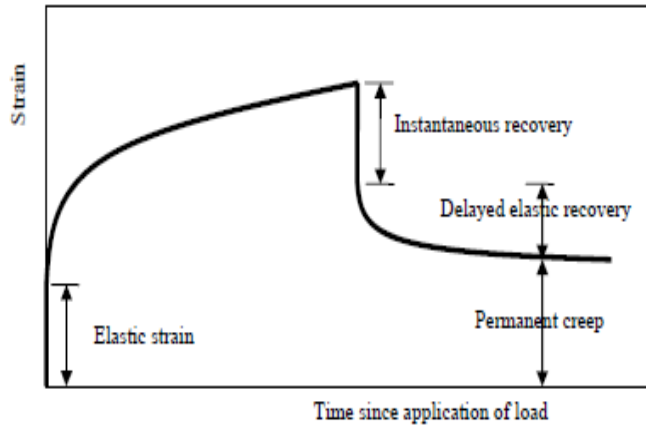 Strain
Instantaneous recovery
Delayed elastic recovery
Elastic strain
Permanent creep
Time since application of load